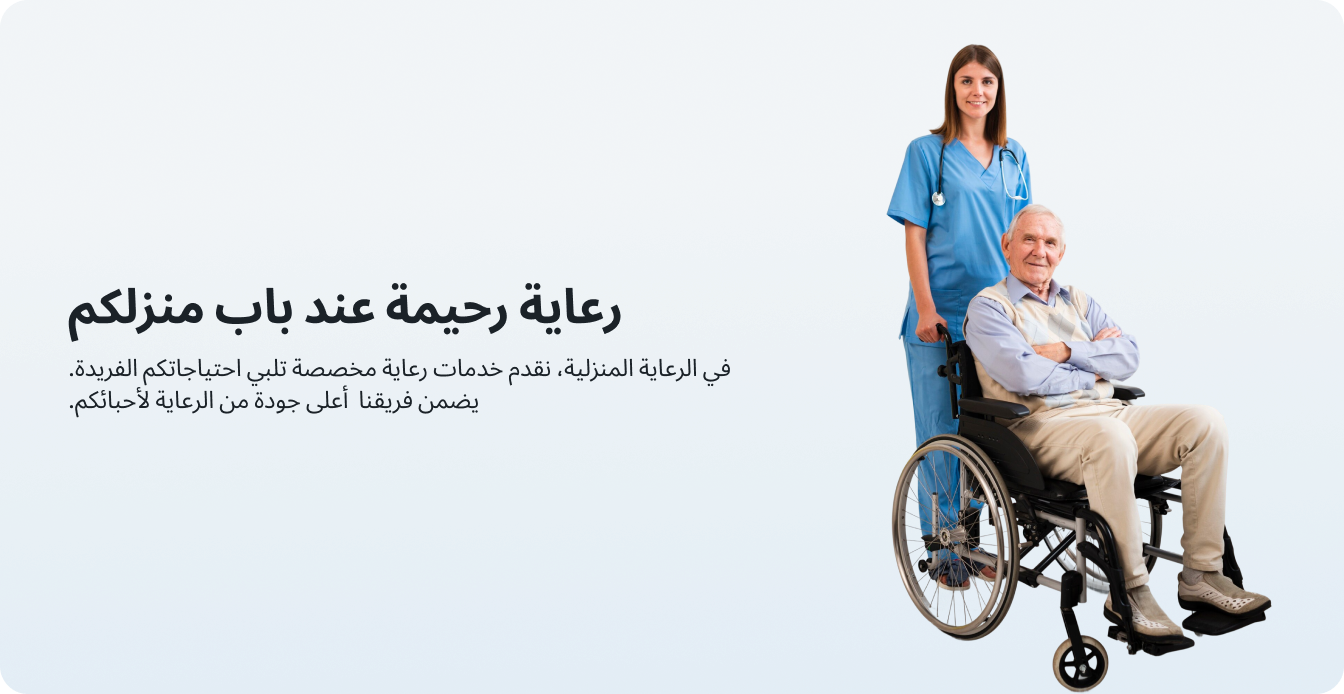 رعاية رحيمة عند باب منزلكم
في الرعاية المنزلية، نقدم خدمات رعاية مخصصة تلبي احتياجاتكم الفريدة.
يضمن فريقنا أعلى جودة من الرعاية لأحبائكم.